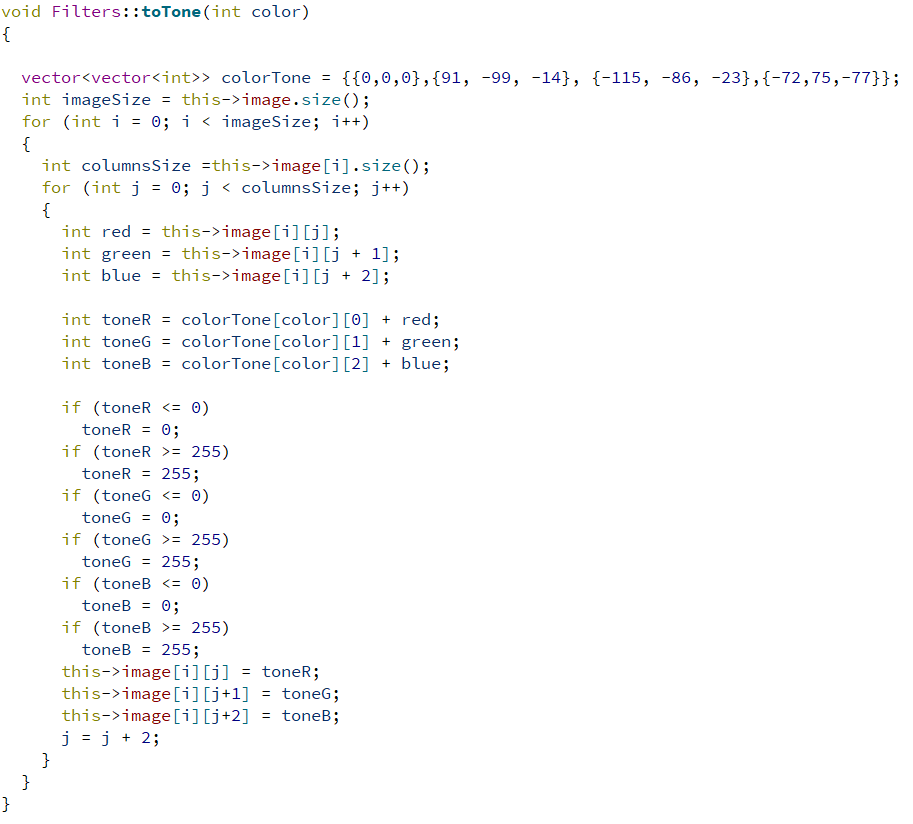 void Filters::toTone(int color)
{
vector<vector<int>> colorTone = {{0,0,0},{91, -99, -14}, {-115, -86, -23},{-72,75,-77}};
int imageSize = this->image.size();
for (int i = 0; i < imageSize; i++)
{
int columnsSize =this->image[i].size();
for (int j = 0; j < columnsSize; j++)
{
int red = this->image[i][j];
int green = this->image[i][j + 1];
int blue = this->image[i][j + 2];
int toneR = colorTone[color][0] + red;
int toneG = colorTone[color][1] + green;
int toneB = colorTone[color][2] + blue;
if (toneR <= 0)
toneR = 0;
if (toneR >= 255)
toneR = 255;
if (toneG <= 0)
toneG = 0;
if (toneG >= 255)
toneG = 255;
if (toneB <= 0)
toneB = 0;
if (toneB >= 255)
toneB = 255;
this->image[i][j] = toneR;
this->image[i][j+1] = toneG;
this->image[i][j+2] = toneB;
j = j + 2;
}
}
}